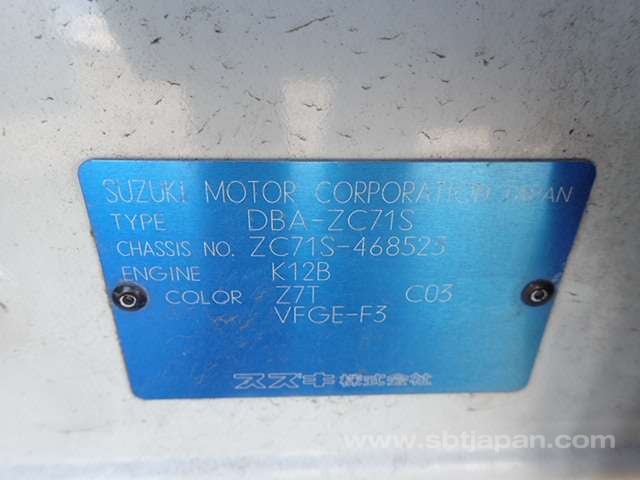 SUZUKI MOTOR CORPORATION JAPAN
TYPE DBA-ZC71S
CHASSIS NO. ZC71S-468523
ENGINE K12B
COLOR Z7T C03
VFGE-F3
スズキ株式会社
www.sbtjapan.com